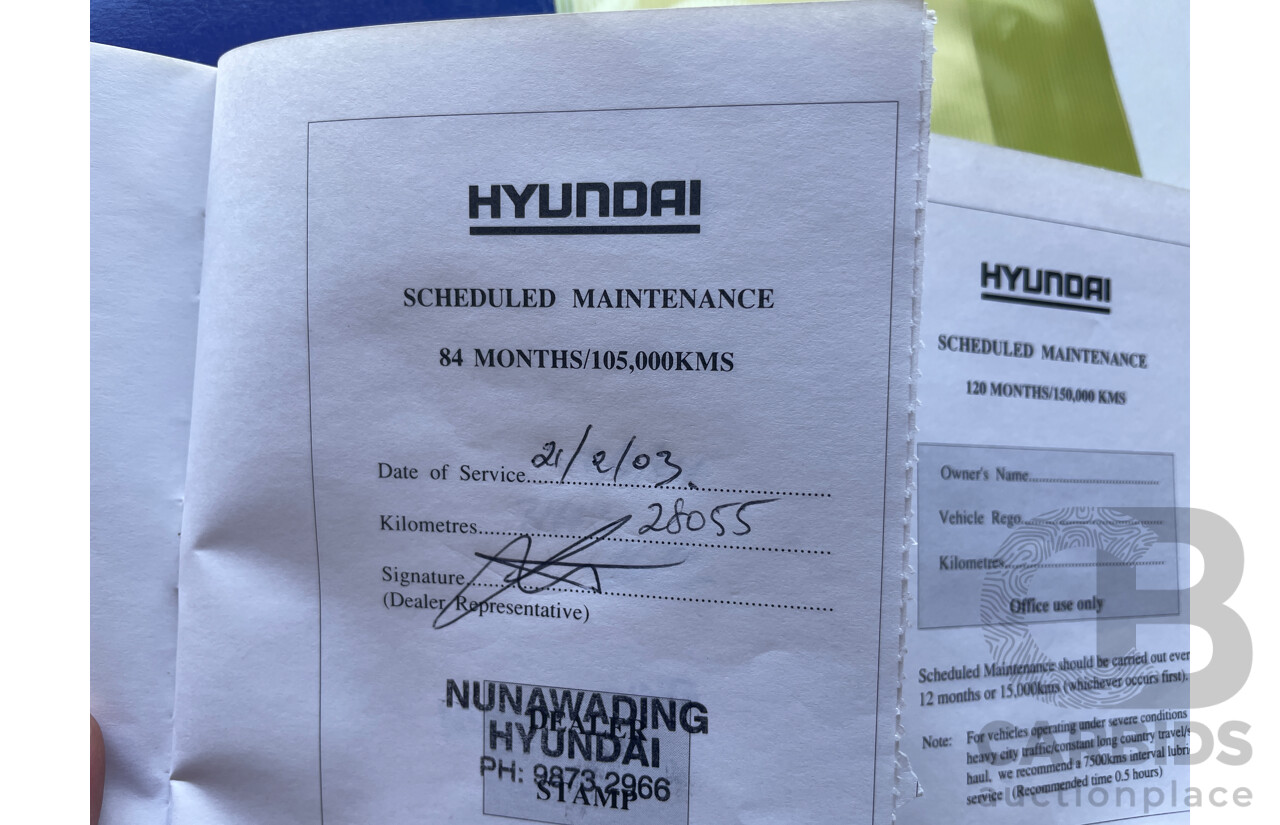 HYUNDAI
SCHEDULED MAINTENANCE
84 MONTHS/105,000KMS
Date of Service 21/2/03
Kilometres 28055
Signature
(Dealer Representative)
NUNAWADING
DEALER
HYUNDAI
PH: 9873 2966
STAMP
HYUNDAI
SCHEDULED MAINTENANCE
120 MONTHS/150,000 KMS
Owner's Name
Vehicle Rego
Kilometres
Office use only
Scheduled Maintenance should be carried out ever
12 months or 15,000kms (whichever occurs first).
Note: For vehicles operating under severe conditions
heavy city traffic/constant long country travel/
haul, we recommend a 7500kms interval lubri
service (Recommended time 0.5 hours)
CB
CARBIDS
auctionplace